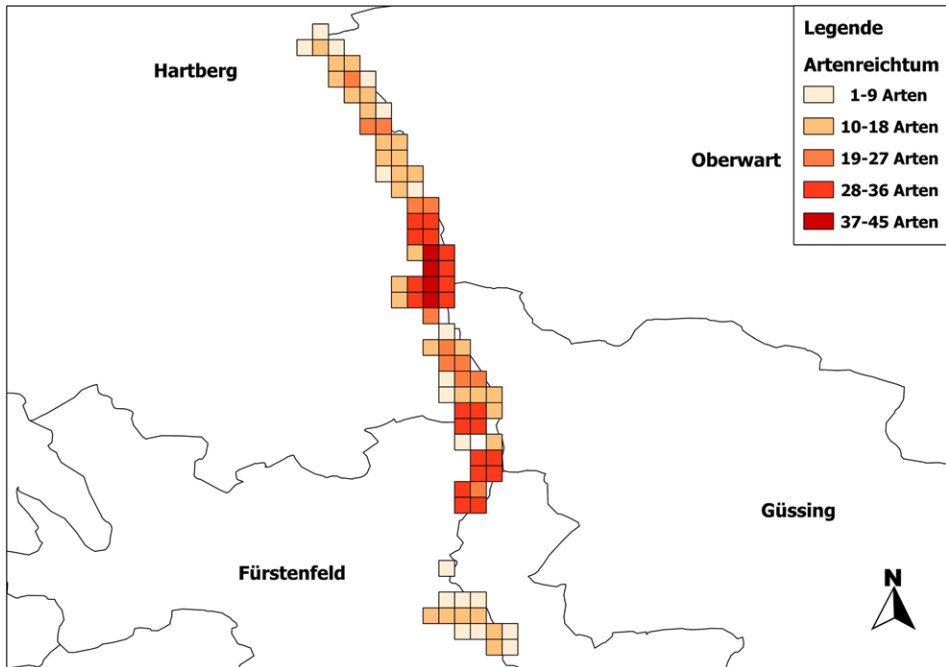 Legende
Artenreichtum
1-9 Arten
10-18 Arten
19-27 Arten
28-36 Arten
37-45 Arten
Hartberg
Oberwart
Güssing
Fürstenfeld
N